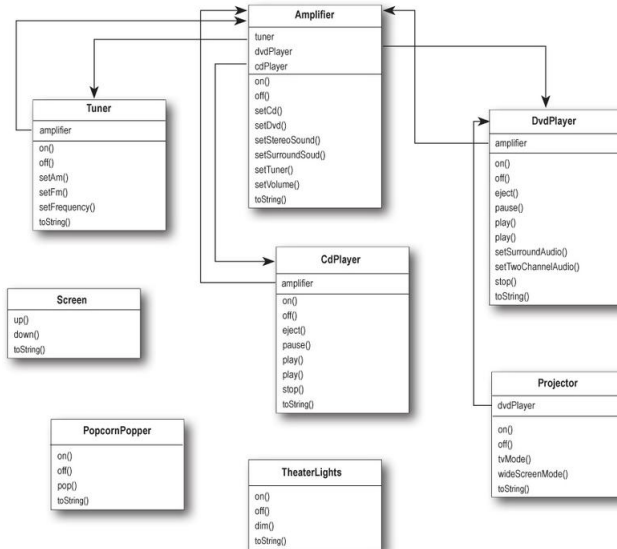 Amplifier
tuner
dvdPlayer
cdPlayer
on()
off()
setCd()
setDvd()
setStereoSound()
setSurroundSoud()
setTuner()
setVolume()
toString()
Tuner
amplifier
on()
off()
setAm()
setFm()
setFrequency()
toString()
DvdPlayer
amplifier
on()
off()
eject()
pause()
play()
play()
setSurroundAudio()
setTwoChannelAudio()
stop()
toString()
CdPlayer
amplifier
on()
off()
eject()
pause()
play()
play()
stop()
toString()
Screen
up()
down()
toString()
Projector
dvdPlayer
on()
off()
tvMode()
wideScreenMode()
toString()
PopcornPopper
on()
off()
pop()
toString()
TheaterLights
on()
off()
dim()
toString()